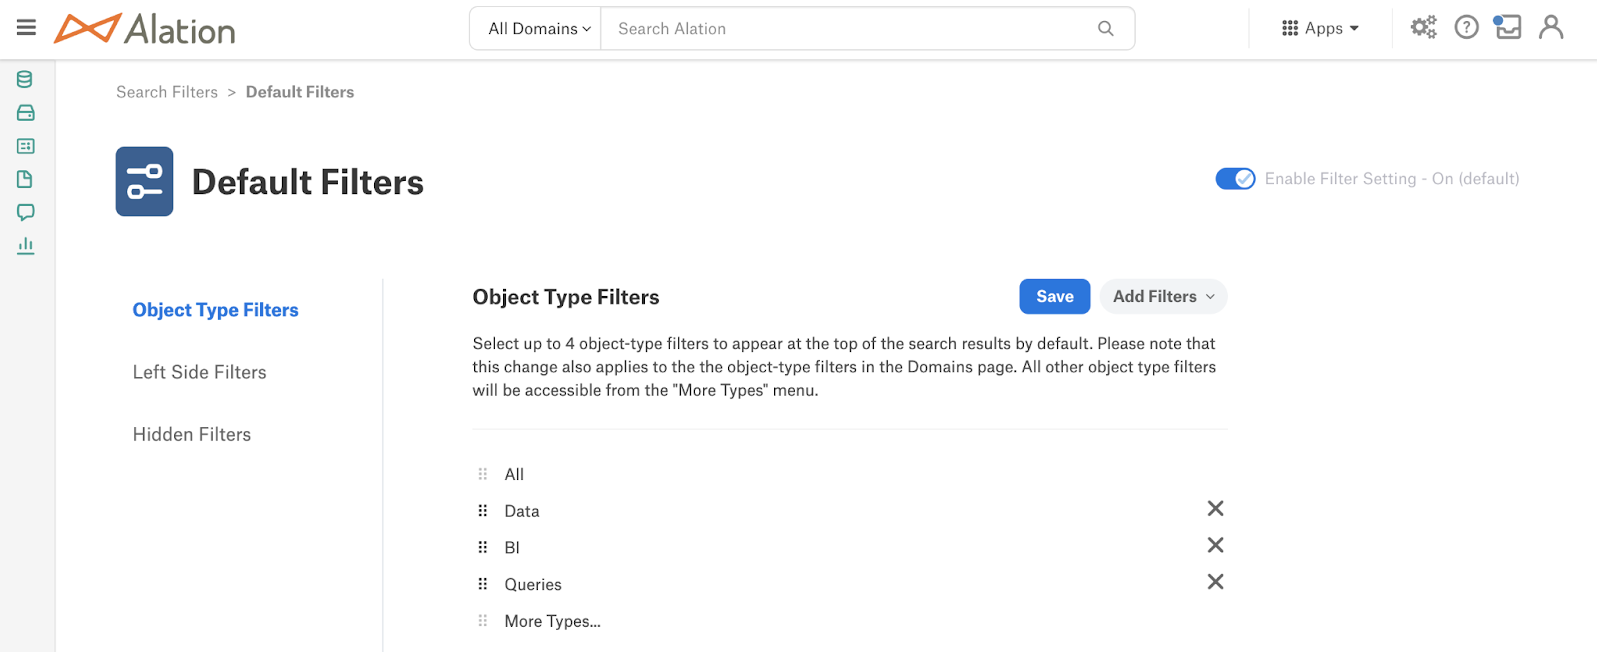 Alation
All Domains
Search Alation
Apps
Search Filters > Default Filters
Default Filters
Enable Filter Setting - On (default)
Object Type Filters
Left Side Filters
Hidden Filters
Object Type Filters
Save
Add Filters
Select up to 4 object-type filters to appear at the top of the search results by default. Please note that
this change also applies to the the object-type filters in the Domains page. All other object type filters
will be accessible from the "More Types" menu.
All
Data
BI
Queries
More Types...